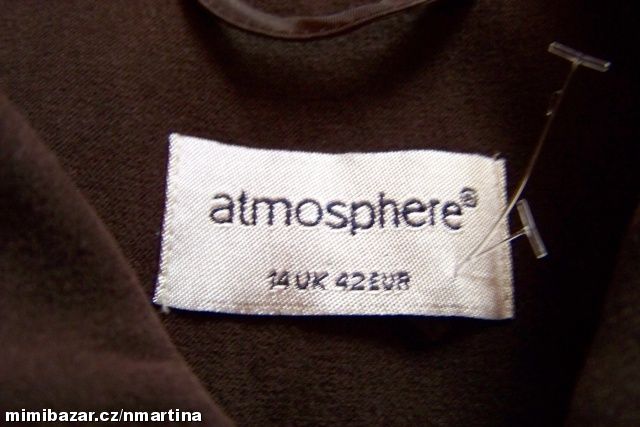 atmosphere®
14 UK 42 EUR
mimibazar.cz/nmartina